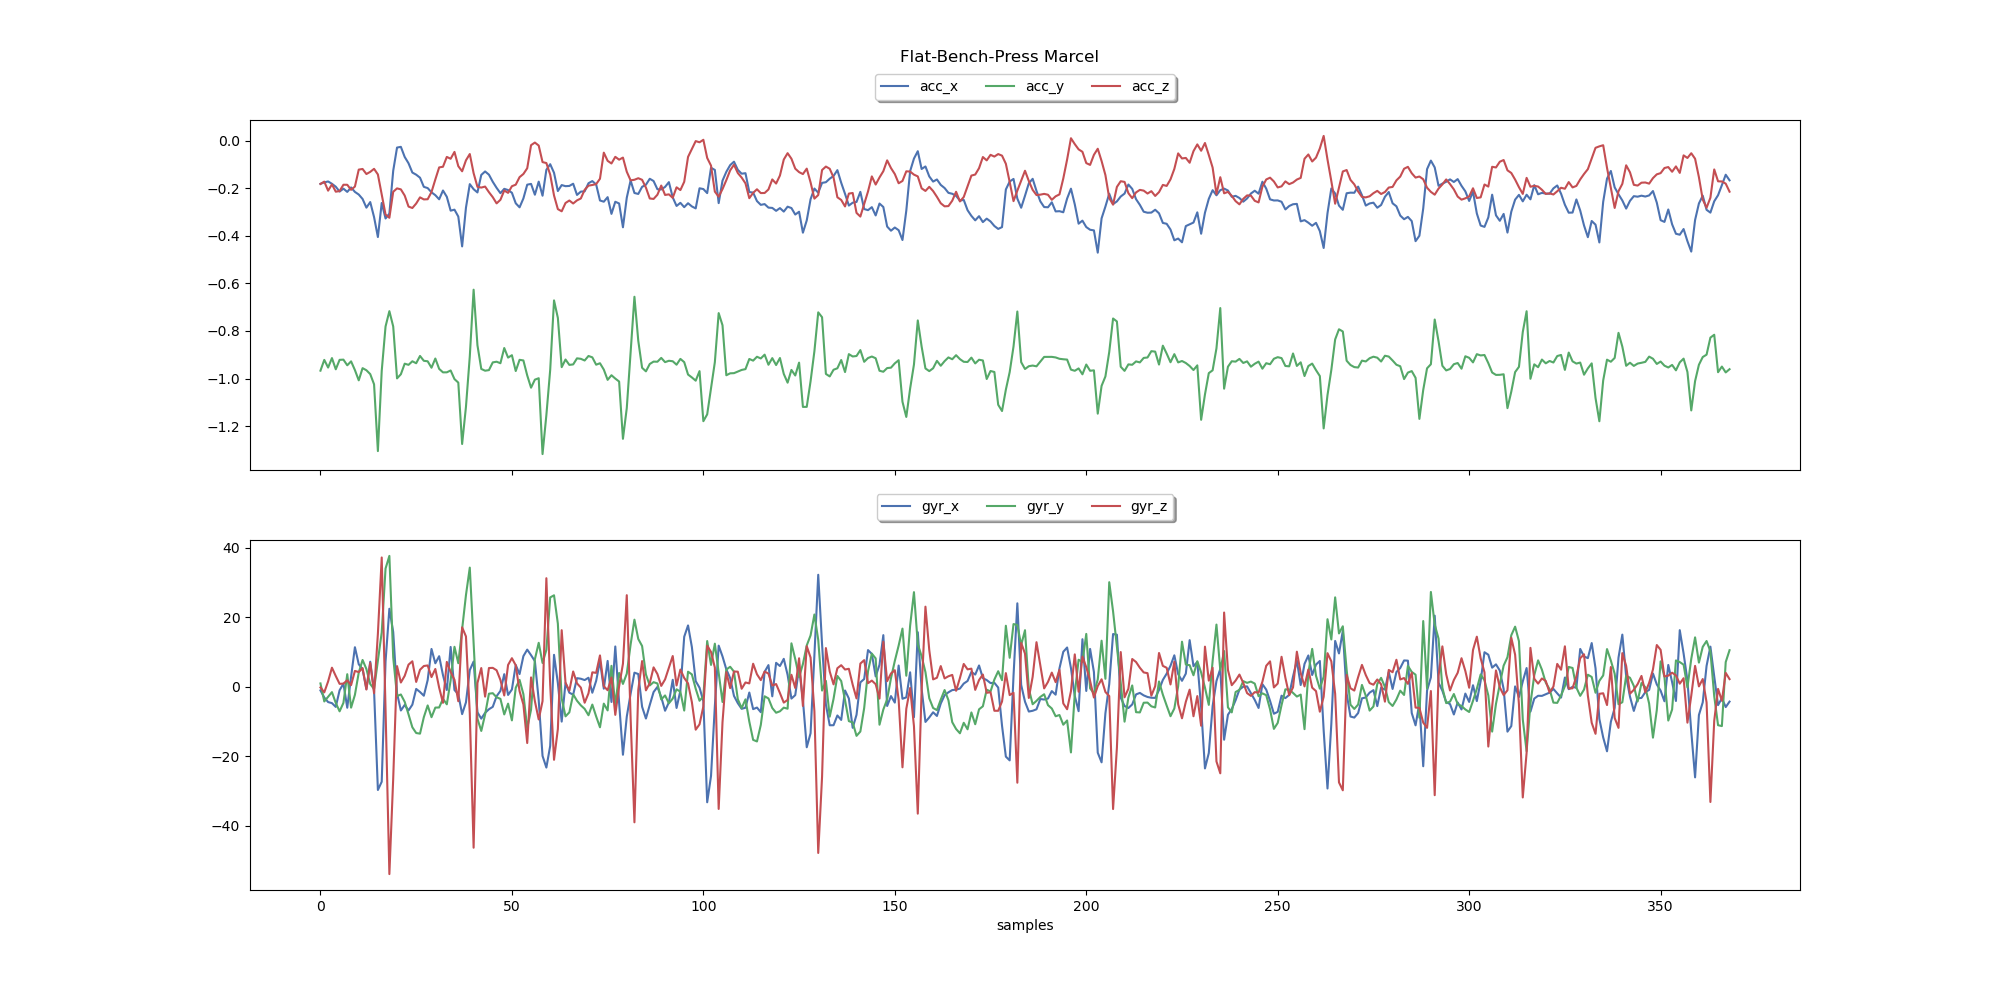 Flat-Bench-Press Marcel
acc_x acc_y acc_z
0.0
−0.2
−0.4
−0.6
−0.8
−1.0
−1.2
gyr_x gyr_y gyr_z
40
20
0
−20
−40
0 50 100 150 200 250 300 350
samples